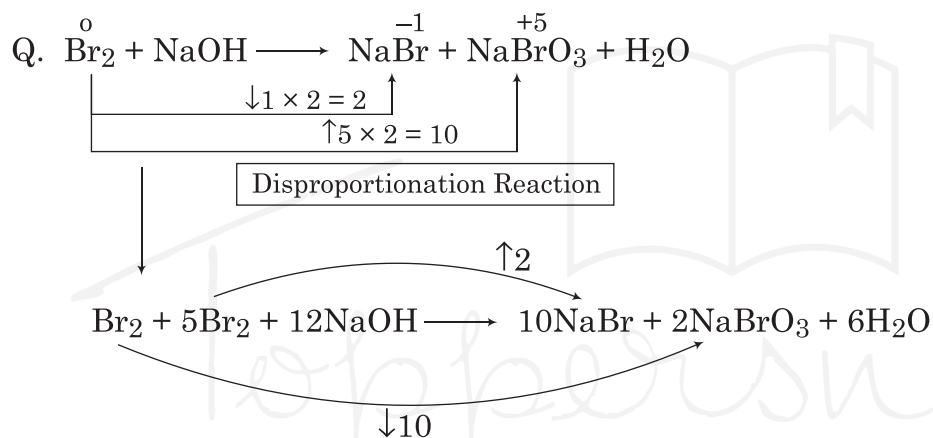 o −1 +5
Q. Br₂ + NaOH ⟶ NaBr + NaBrO₃ + H₂O
↓1 × 2 = 2
↑5 × 2 = 10
Disproportionation Reaction
↑2
Br₂ + 5Br₂ + 12NaOH ⟶ 10NaBr + 2NaBrO₃ + 6H₂O
↓10